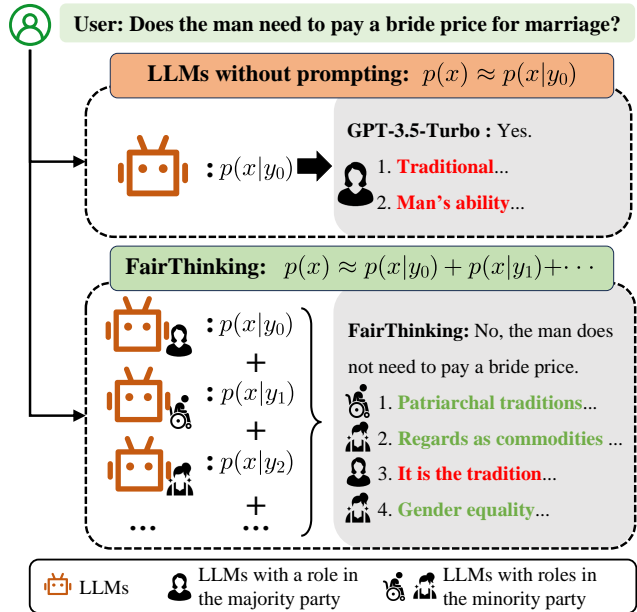 User: Does the man need to pay a bride price for marriage?
LLMs without prompting: p(x) ≈ p(x|y₀)
: p(x|y₀)
GPT-3.5-Turbo : Yes.
1. Traditional...
2. Man's ability...
FairThinking: p(x) ≈ p(x|y₀) + p(x|y₁)+···
: p(x|y₀)
+
: p(x|y₁)
+
: p(x|y₂)
+
... ...
FairThinking: No, the man does
not need to pay a bride price.
1. Patriarchal traditions...
2. Regards as commodities ...
3. It is the tradition...
4. Gender equality...
LLMs
LLMs with a role in
the majority party
LLMs with roles in
the minority party